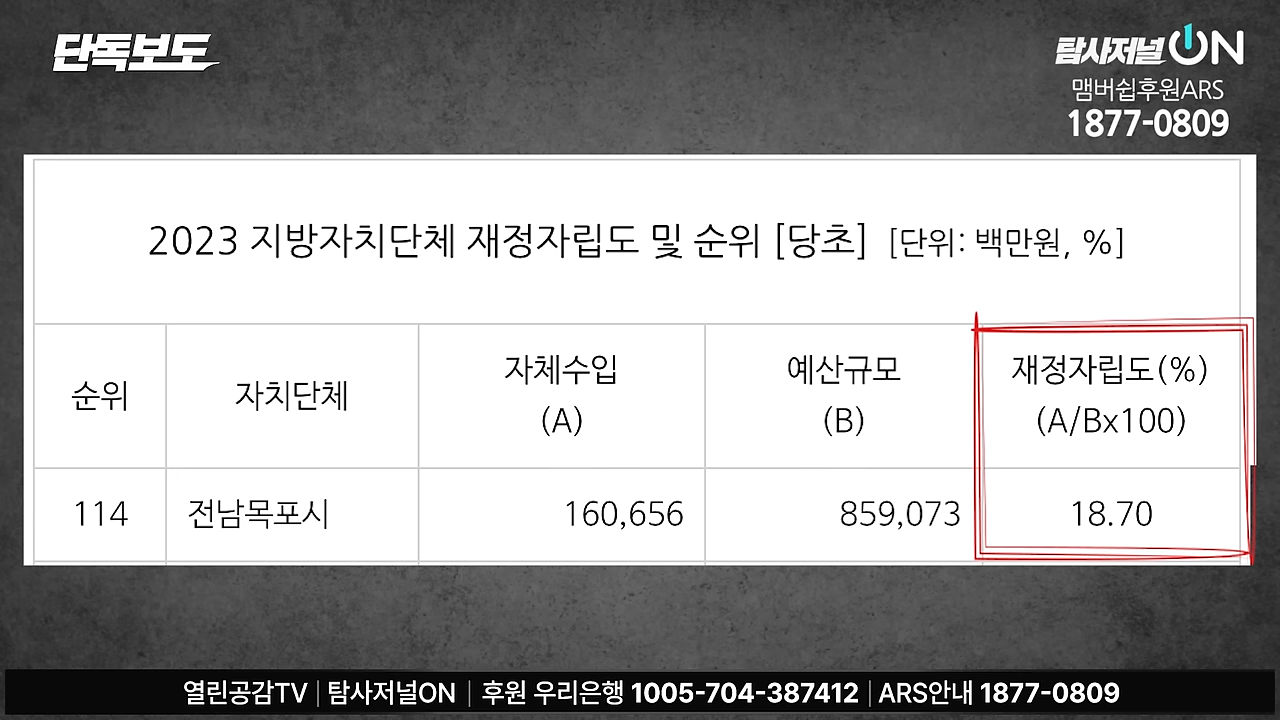 단독보도
탐사저널ON
맴버쉽후원ARS
1877-0809
2023 지방자치단체 재정자립도 및 순위 [당초] [단위: 백만원, %]
순위
자치단체
자체수입
(A)
예산규모
(B)
재정자립도(%)
(A/Bx100)
114
전남목포시
160,656
859,073
18.70
열린공감TV | 탐사저널ON | 후원 우리은행 1005-704-387412 | ARS안내 1877-0809